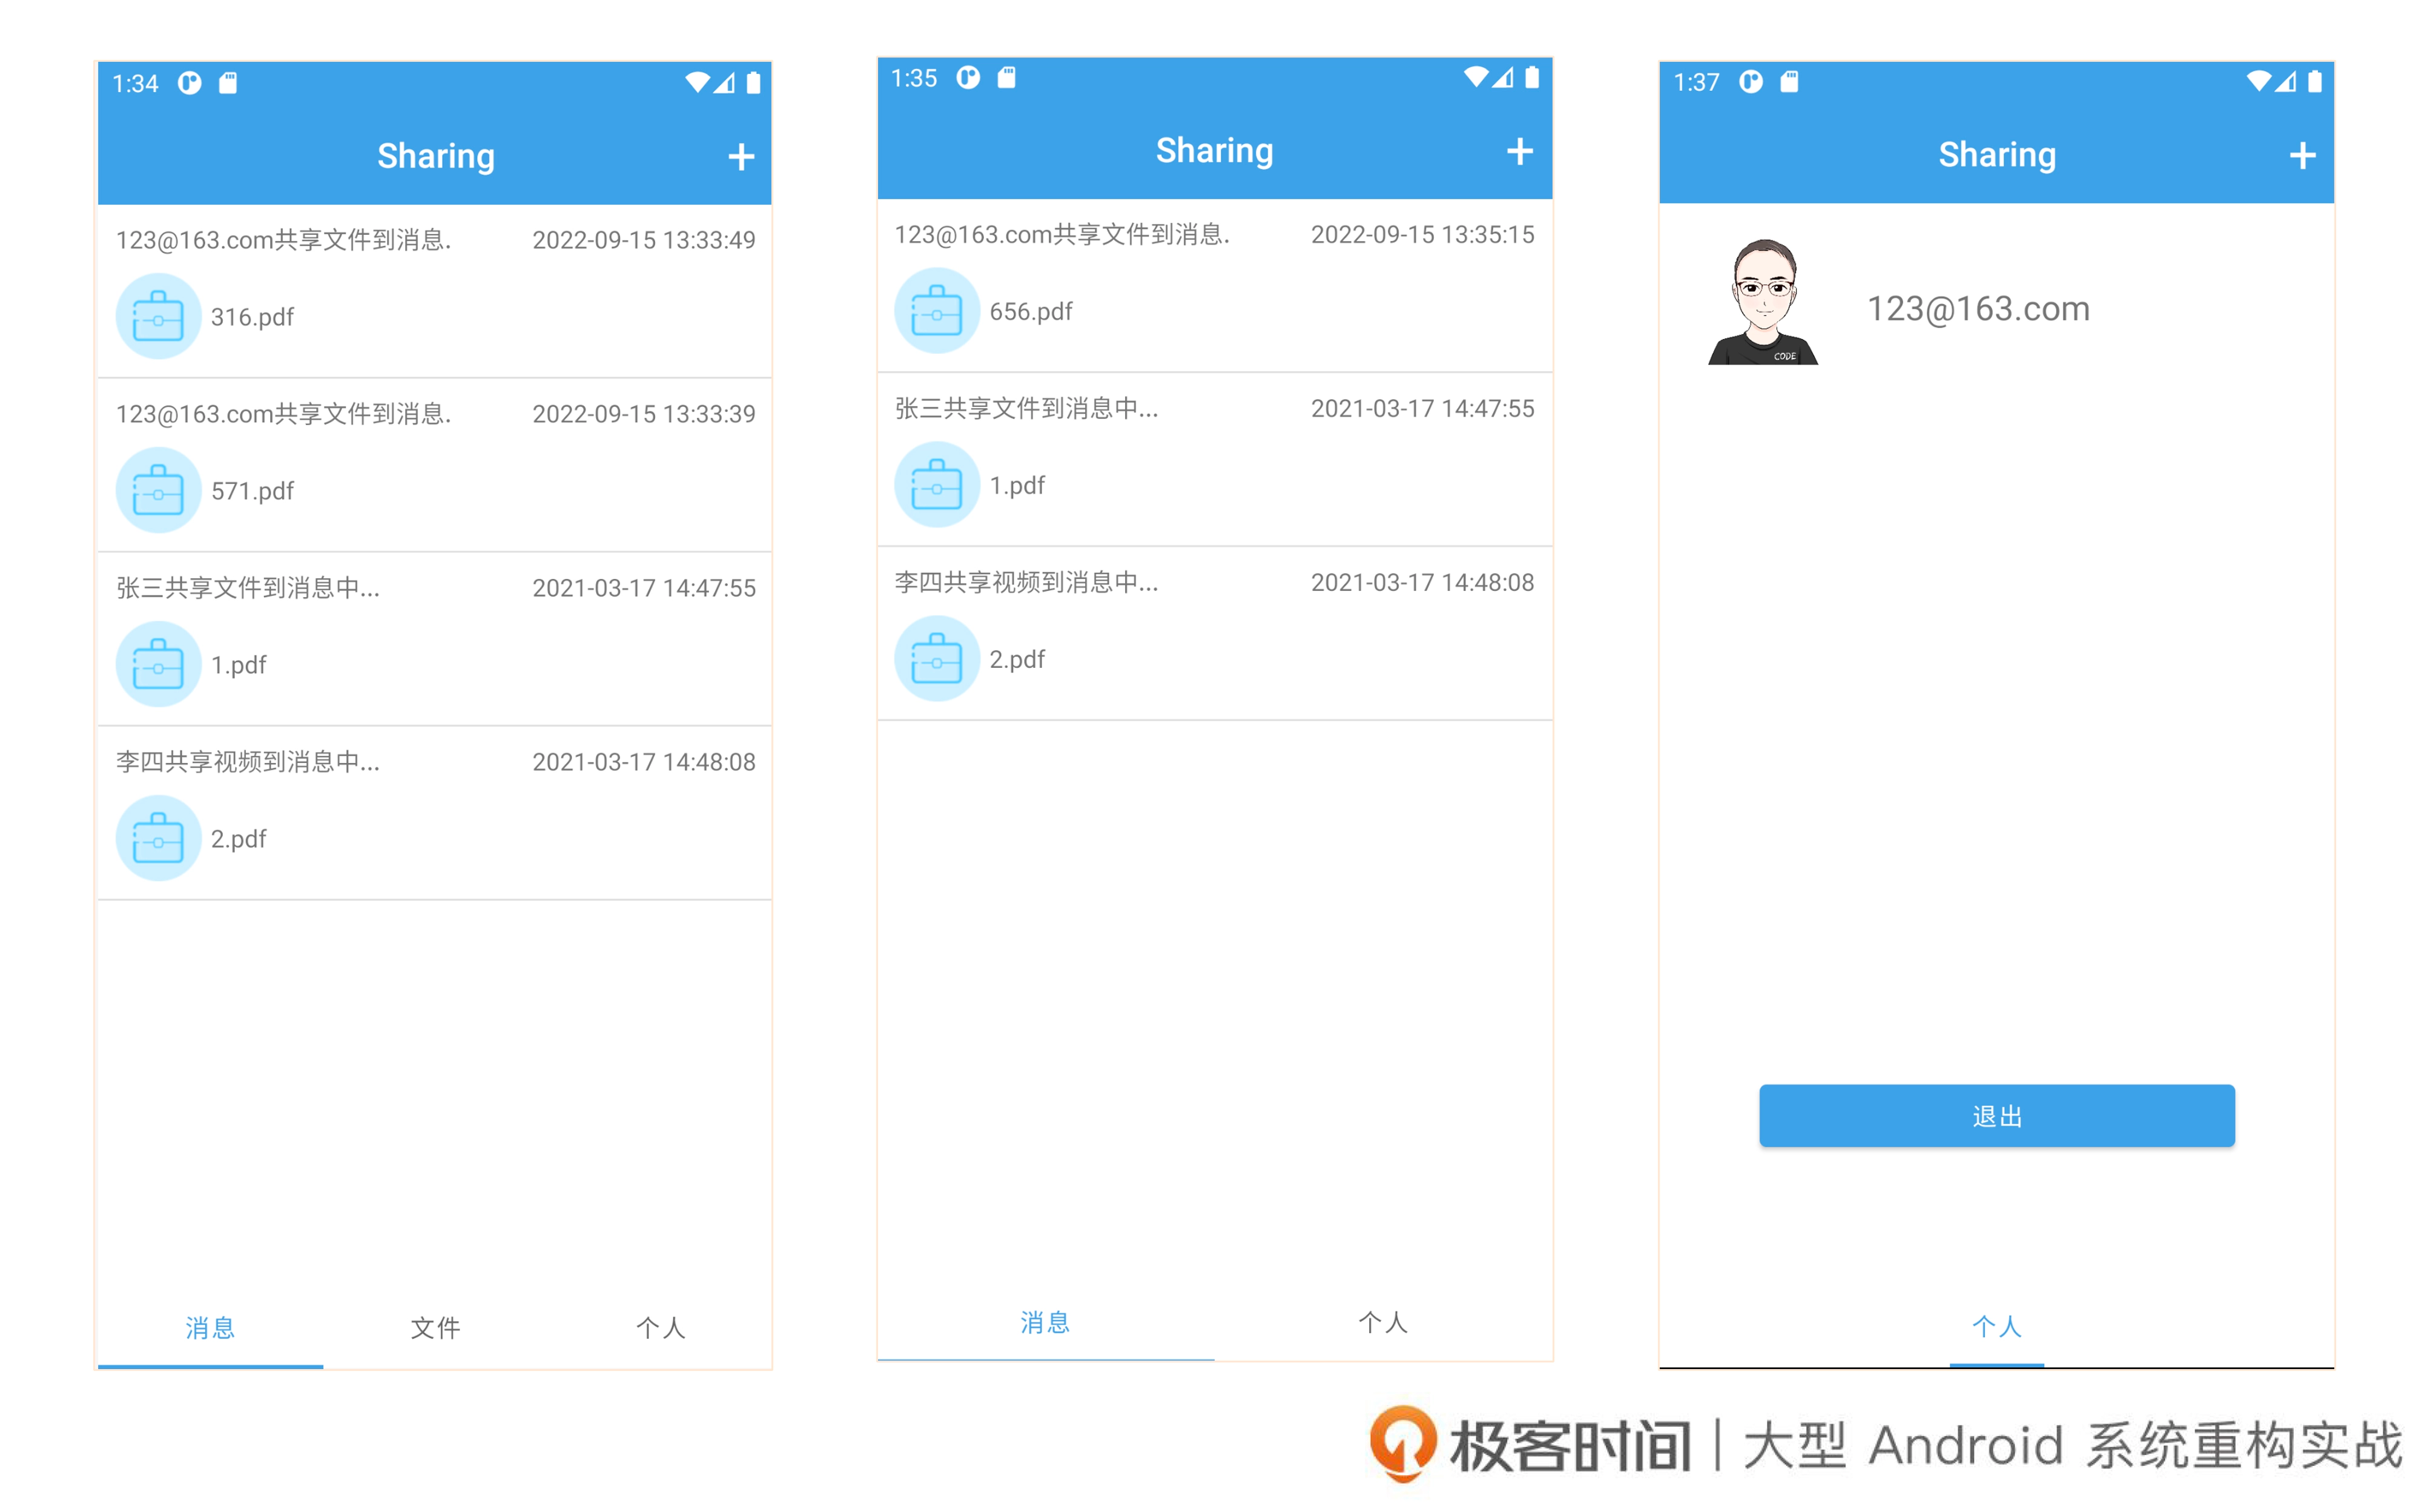 1:34
Sharing
123@163.com共享文件到消息. 2022-09-15 13:33:49
316.pdf
123@163.com共享文件到消息. 2022-09-15 13:33:39
571.pdf
张三共享文件到消息中... 2021-03-17 14:47:55
1.pdf
李四共享视频到消息中... 2021-03-17 14:48:08
2.pdf
消息 文件 个人
1:35
Sharing
123@163.com共享文件到消息. 2022-09-15 13:35:15
656.pdf
张三共享文件到消息中... 2021-03-17 14:47:55
1.pdf
李四共享视频到消息中... 2021-03-17 14:48:08
2.pdf
消息 个人
1:37
Sharing
CODE
123@163.com
退出
个人
极客时间 | 大型 Android 系统重构实战